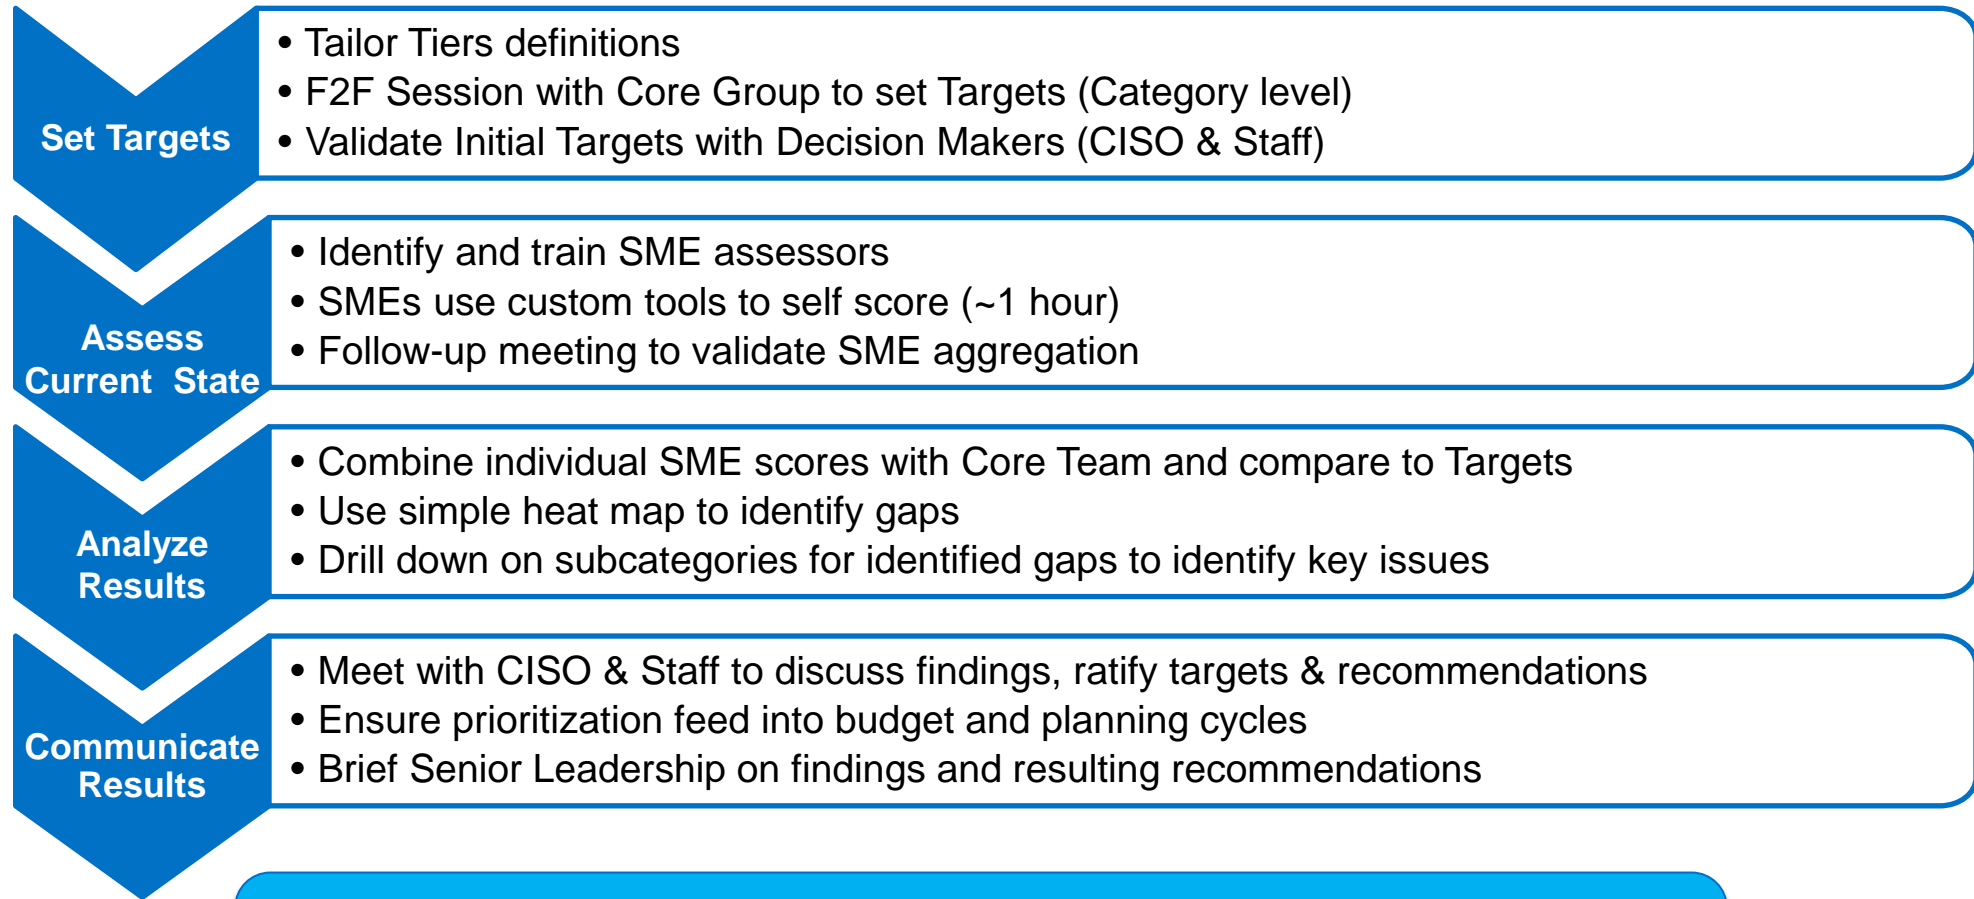 Set Targets
• Tailor Tiers definitions
• F2F Session with Core Group to set Targets (Category level)
• Validate Initial Targets with Decision Makers (CISO & Staff)
Assess
Current State
• Identify and train SME assessors
• SMEs use custom tools to self score (~1 hour)
• Follow-up meeting to validate SME aggregation
Analyze
Results
• Combine individual SME scores with Core Team and compare to Targets
• Use simple heat map to identify gaps
• Drill down on subcategories for identified gaps to identify key issues
Communicate
Results
• Meet with CISO & Staff to discuss findings, ratify targets & recommendations
• Ensure prioritization feed into budget and planning cycles
• Brief Senior Leadership on findings and resulting recommendations